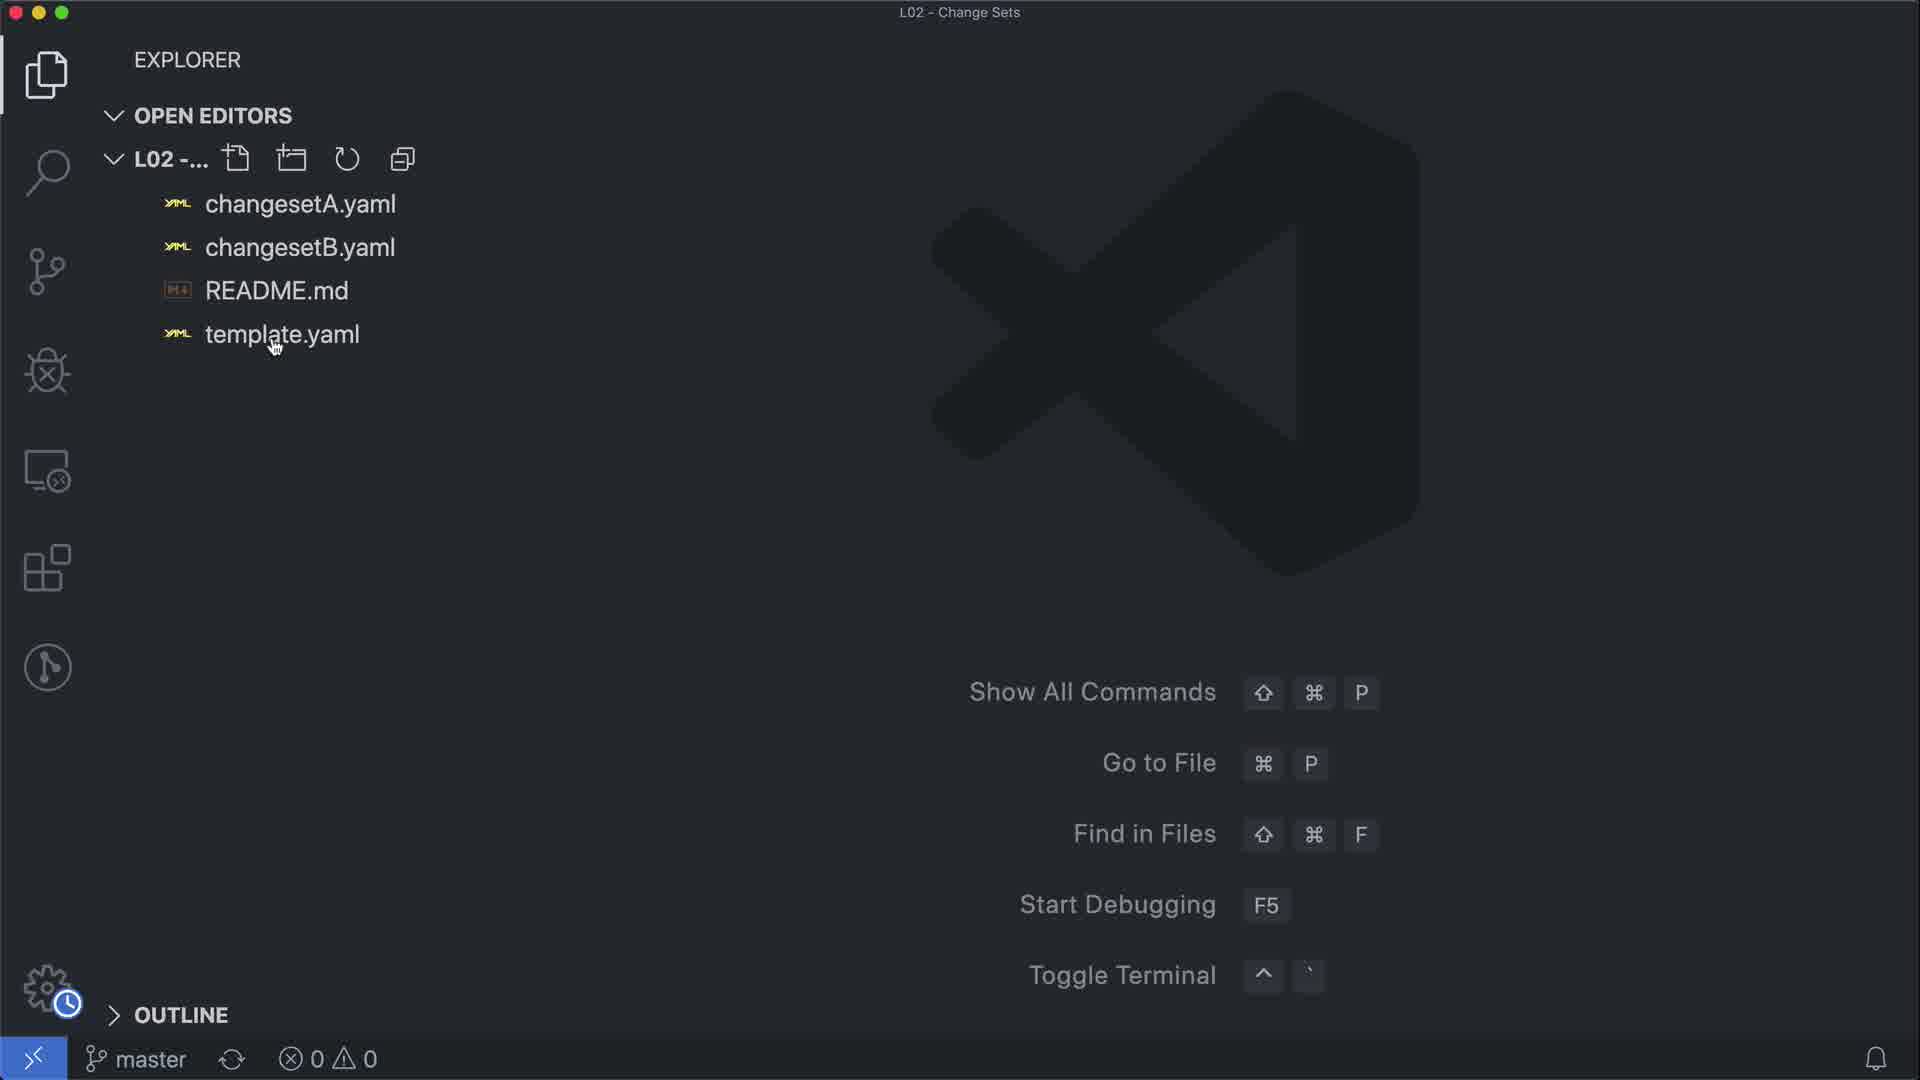 L02 - Change Sets
EXPLORER
OPEN EDITORS
L02 -...
changesetA.yaml
changesetB.yaml
README.md
template.yaml
Show All Commands ⇧ ⌘ P
Go to File ⌘ P
Find in Files ⇧ ⌘ F
Start Debugging F5
Toggle Terminal ^ `
OUTLINE
master 0 0